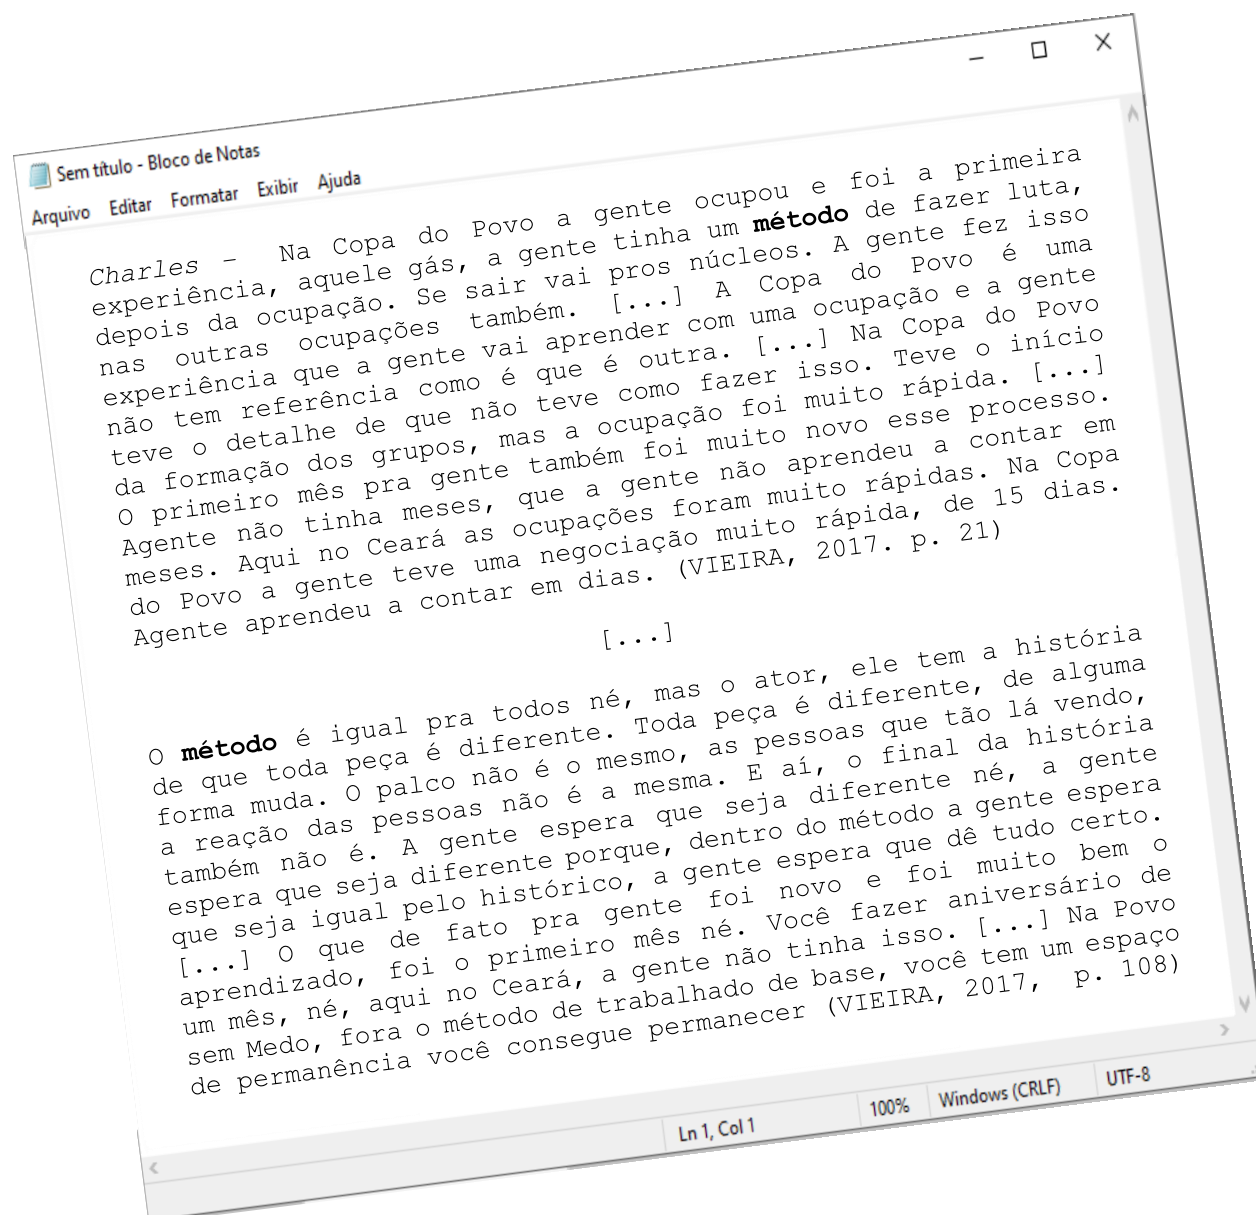 Sem título - Bloco de Notas
Arquivo Editar Formatar Exibir Ajuda
Charles – Na Copa do Povo a gente ocupou e foi a primeira
experiência, aquele gás, a gente tinha um método de fazer luta,
depois da ocupação. Se sair vai pros núcleos. A gente fez isso
nas outras ocupações também. [...] A Copa do Povo é uma
experiência que a gente vai aprender com uma ocupação e a gente
não tem referência como é que é outra. [...] Na Copa do Povo
teve o detalhe de que não teve como fazer isso. Teve o início
da formação dos grupos, mas a ocupação foi muito rápida. [...]
O primeiro mês pra gente também foi muito novo esse processo.
Agente não tinha meses, que a gente não aprendeu a contar em
meses. Aqui no Ceará as ocupações foram muito rápidas. Na Copa
do Povo a gente teve uma negociação muito rápida, de 15 dias.
Agente aprendeu a contar em dias. (VIEIRA, 2017. p. 21)
[...]
O método é igual pra todos né, mas o ator, ele tem a história
de que toda peça é diferente. Toda peça é diferente, de alguma
forma muda. O palco não é o mesmo, as pessoas que tão lá vendo,
a reação das pessoas não é a mesma. E aí, o final da história
também não é. A gente espera que seja diferente né, a gente
espera que seja diferente porque, dentro do método a gente espera
que seja igual pelo histórico, a gente espera que dê tudo certo.
[...] O que de fato pra gente foi novo e foi muito bem o
aprendizado, foi o primeiro mês né. Você fazer aniversário de
um mês, né, aqui no Ceará, a gente não tinha isso. [...] Na Povo
sem Medo, fora o método de trabalhado de base, você tem um espaço
de permanência você consegue permanecer (VIEIRA, 2017, p. 108)
Ln 1, Col 1 100% Windows (CRLF) UTF-8